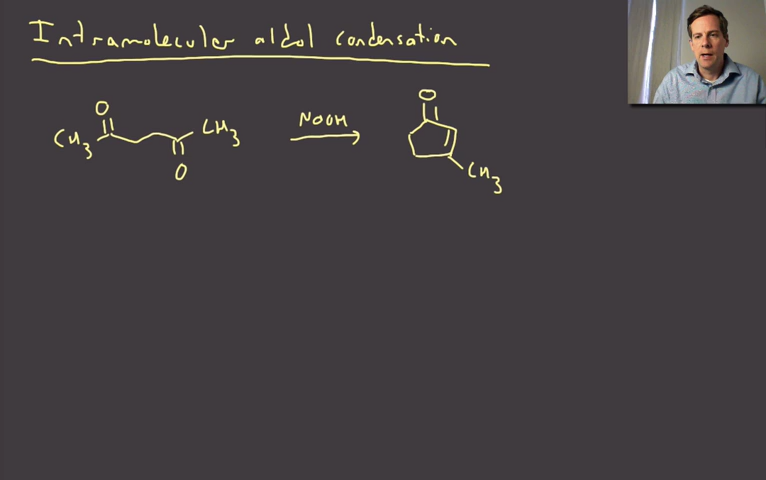 Intramolecular aldol condensation
O
CH3
CH3
O
NaOH
O
CH3